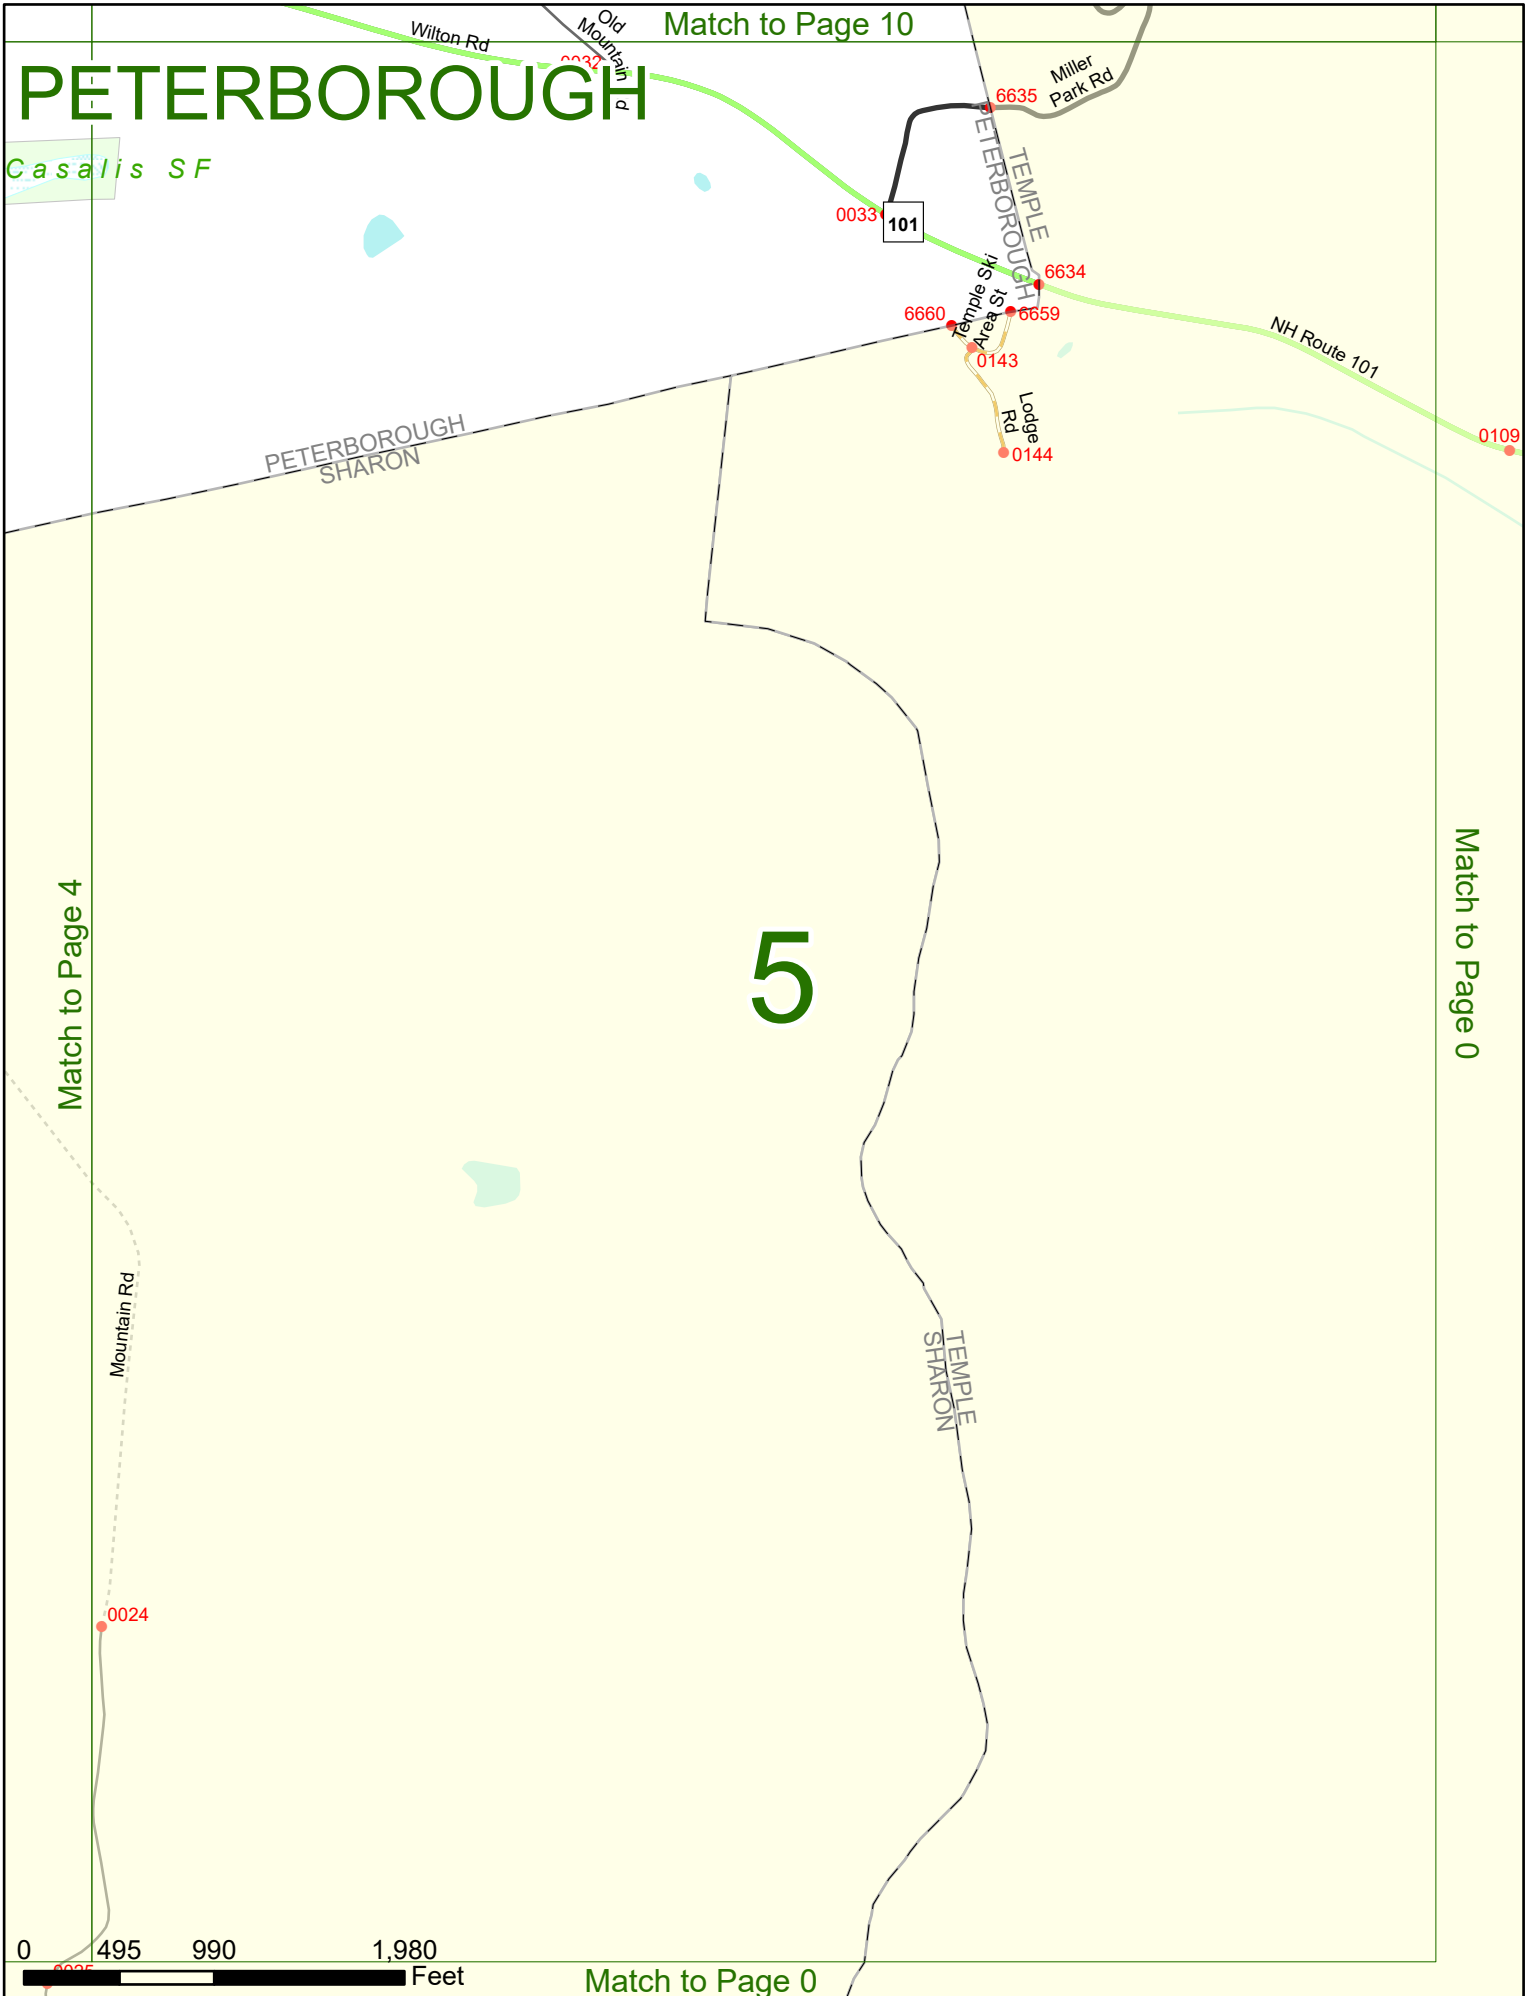 Match to Page 10
Old
Mountain Rd
Wilton Rd
0032
PETERBOROUGH
Miller
Park Rd
6635
Casalis SF
TEMPLE
PETERBOROUGH
0033
101
6634
Temple Ski
Area St
6660
6659
NH Route 101
0143
Lodge
Rd
0144
0109
PETERBOROUGH
SHARON
Match to Page 4
5
Match to Page 0
Mountain Rd
TEMPLE
SHARON
0024
0 495 990 1,980
Feet
Match to Page 0